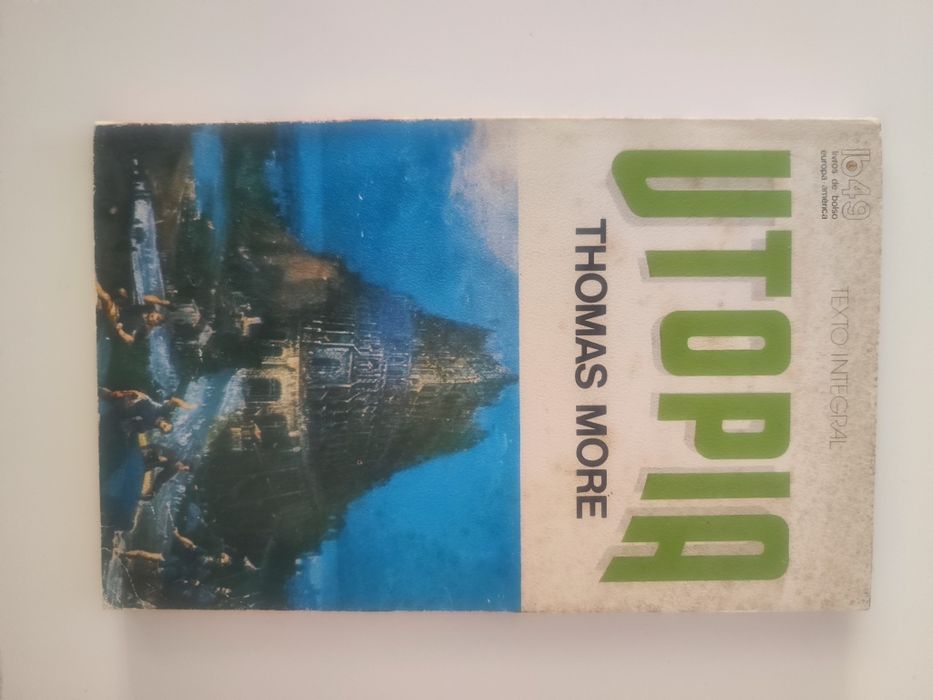 lb49
livros de bolso
europa-américa
TEXTO INTEGRAL
UTOPIA
THOMAS MORE